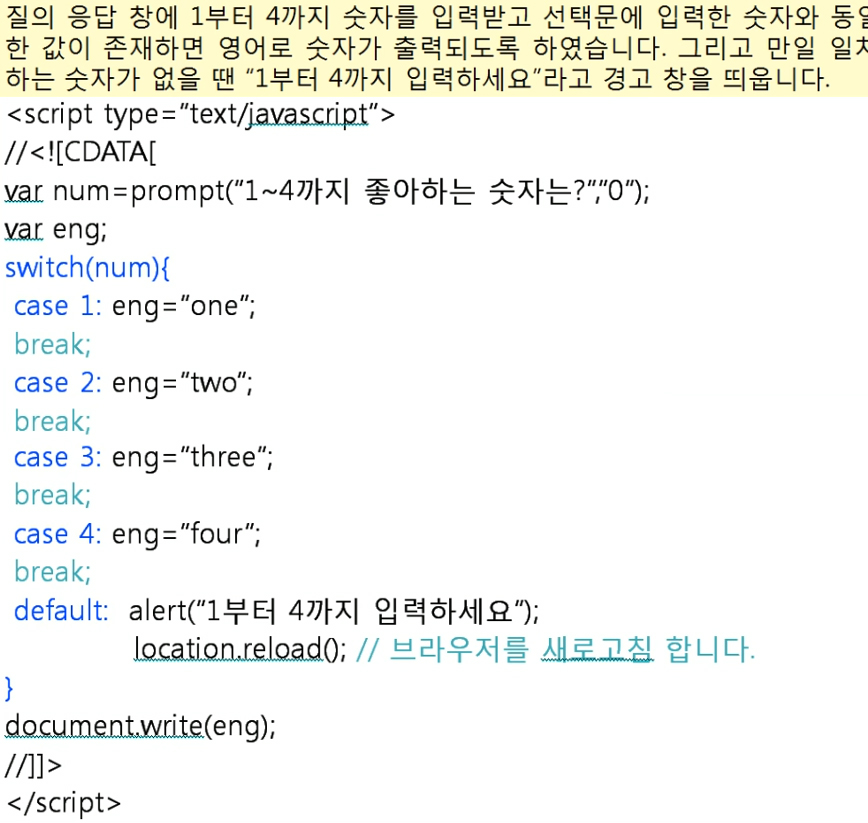 질의 응답 창에 1부터 4까지 숫자를 입력받고 선택문에 입력한 숫자와
한 값이 존재하면 영어로 숫자가 출력되도록 하였습니다. 그리고 만일
하는 숫자가 없을 땐 "1부터 4까지 입력하세요"라고 경고 창을 띄웁니다.
<script type="text/javascript">
//<![CDATA[
var num=prompt("1~4까지 좋아하는 숫자는?","0");
var eng;
switch(num){
case 1: eng="one";
break;
case 2: eng="two";
break;
case 3: eng="three";
break;
case 4: eng="four";
break;
default: alert("1부터 4까지 입력하세요");
location.reload(); // 브라우저를 새로고침 합니다.
}
document.write(eng);
//]]>
</script>